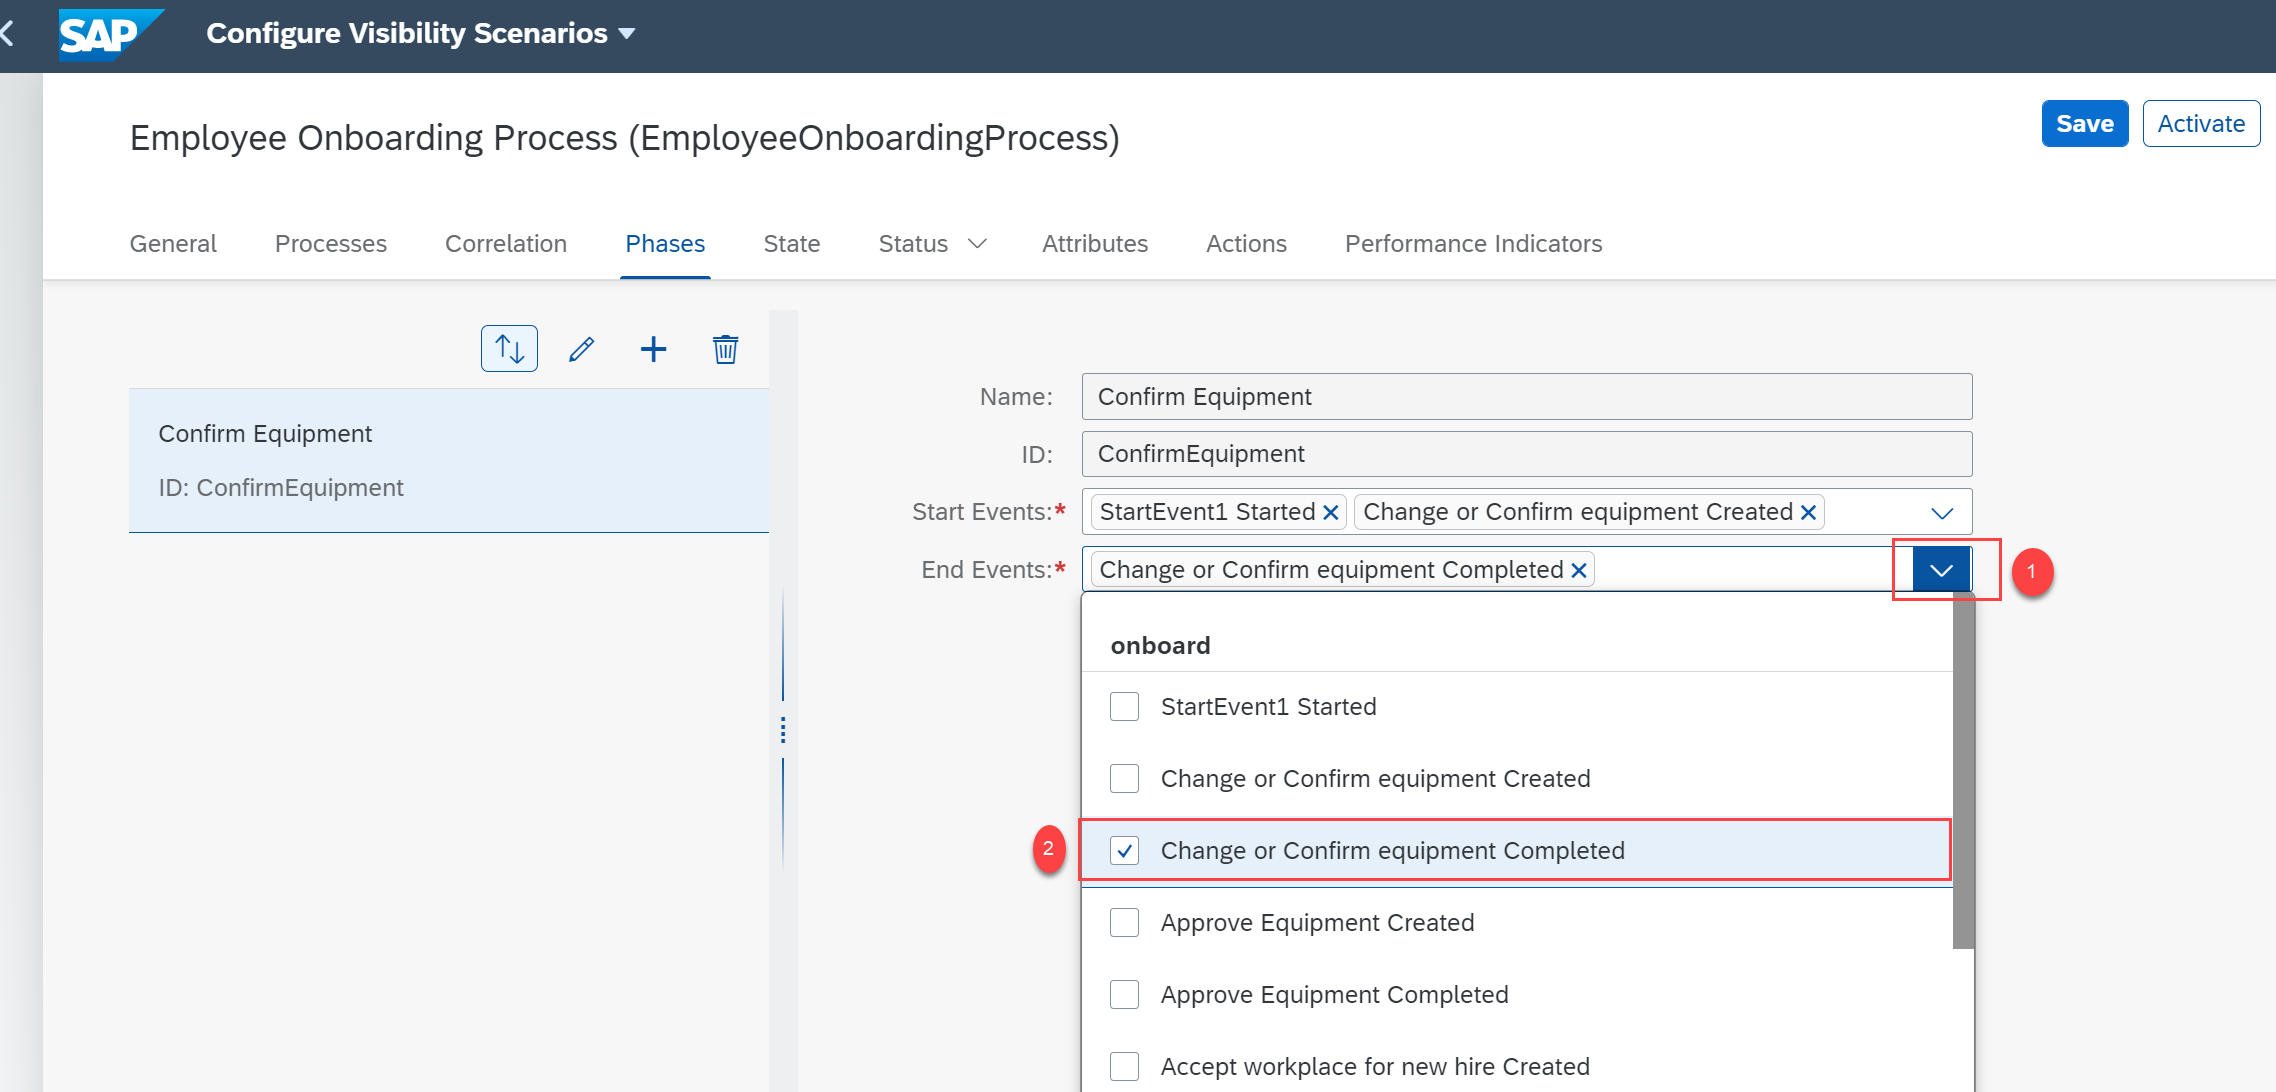 SAP Configure Visibility Scenarios
Employee Onboarding Process (EmployeeOnboardingProcess)
Save Activate
General Processes Correlation Phases State Status Attributes Actions Performance Indicators
Confirm Equipment
ID: ConfirmEquipment
Name: Confirm Equipment
ID: ConfirmEquipment
Start Events:* StartEvent1 Started Change or Confirm equipment Created
End Events:* Change or Confirm equipment Completed
1
onboard
StartEvent1 Started
Change or Confirm equipment Created
2 Change or Confirm equipment Completed
Approve Equipment Created
Approve Equipment Completed
Accept workplace for new hire Created